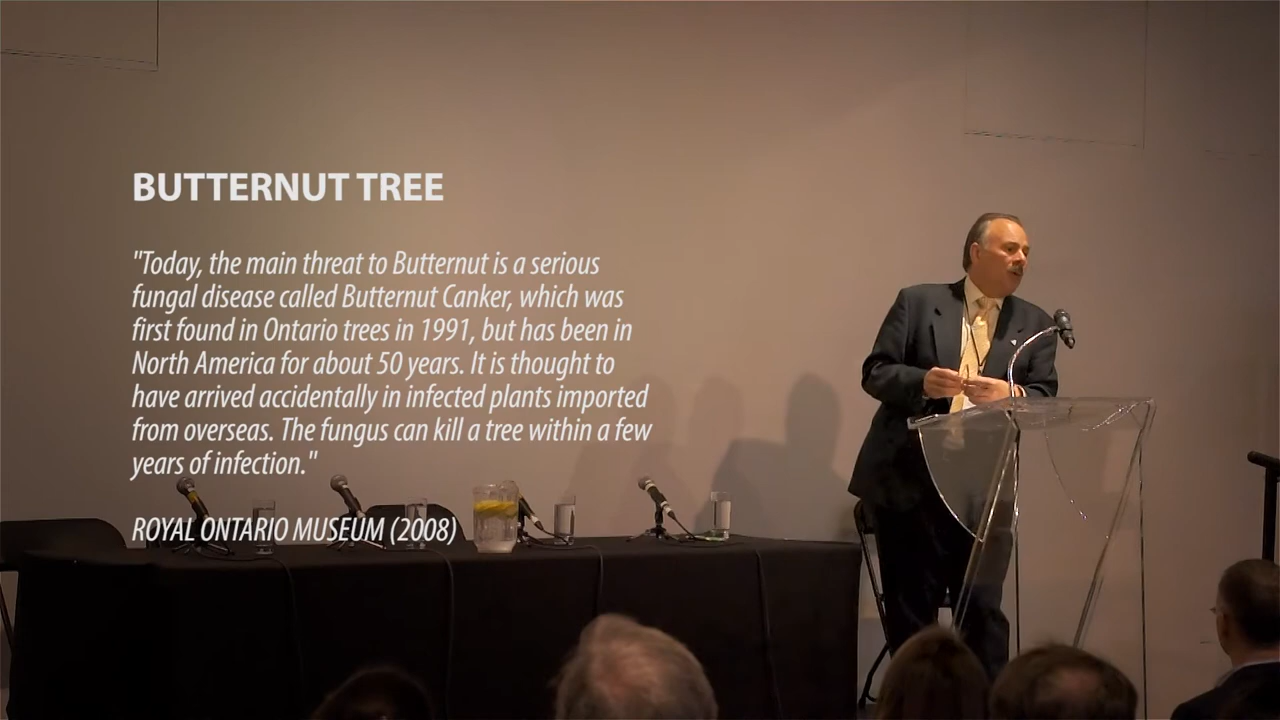 BUTTERNUT TREE
"Today, the main threat to Butternut is a serious
fungal disease called Butternut Canker, which was
first found in Ontario trees in 1991, but has been in
North America for about 50 years. It is thought to
have arrived accidentally in infected plants imported
from overseas. The fungus can kill a tree within a few
years of infection."
ROYAL ONTARIO MUSEUM (2008)